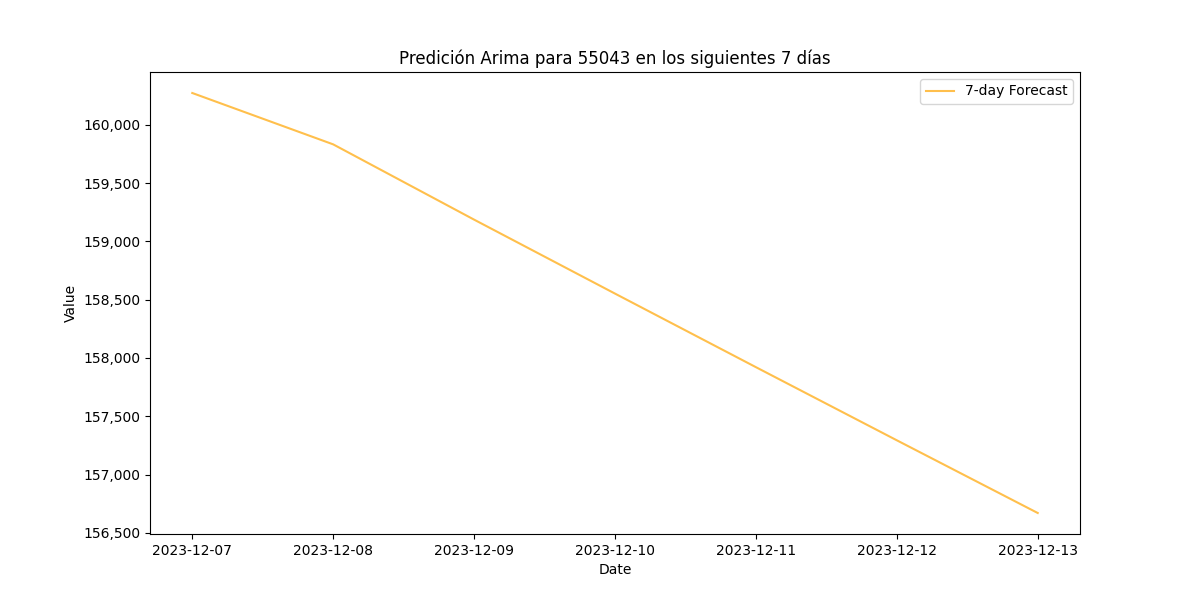 Predición Arima para 55043 en los siguientes 7 días
7-day Forecast
160,000
159,500
159,000
158,500
158,000
157,500
157,000
156,500
Value
2023-12-07 2023-12-08 2023-12-09 2023-12-10 2023-12-11 2023-12-12 2023-12-13
Date